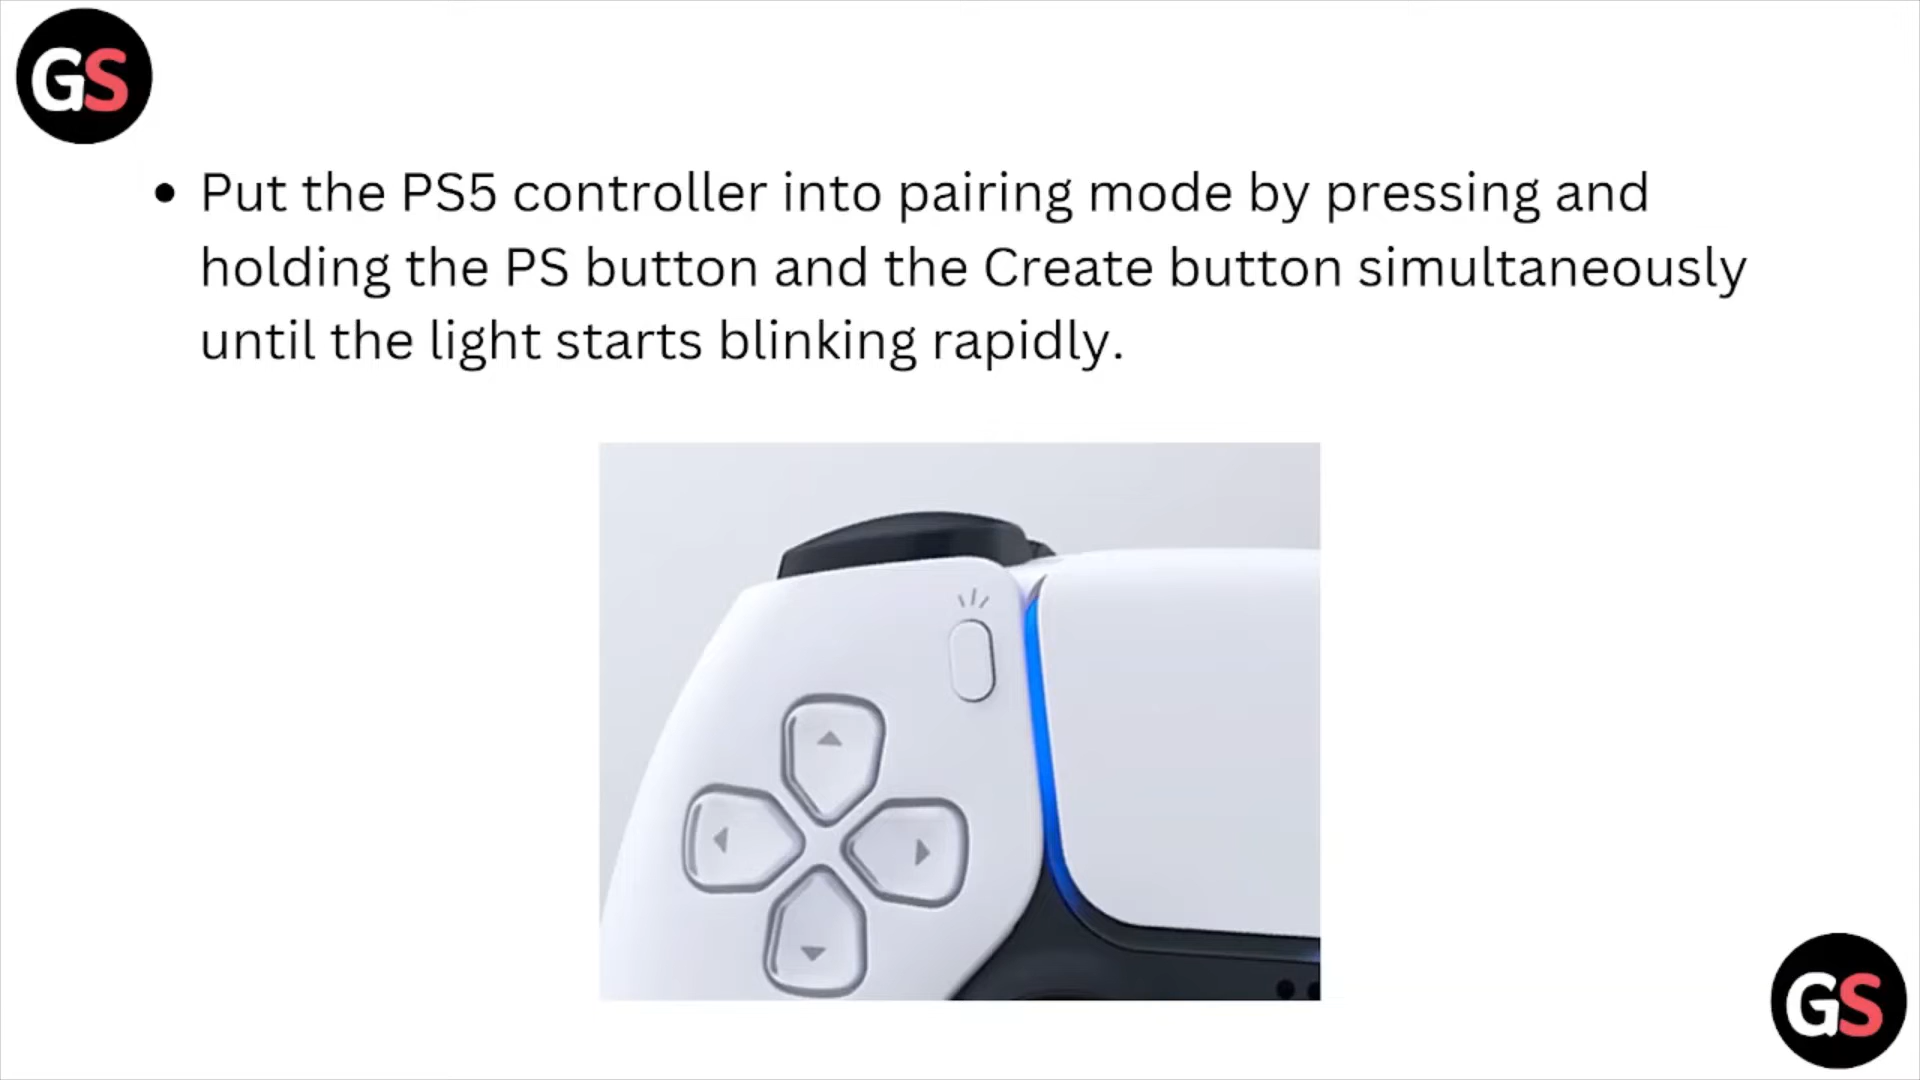 GS
• Put the PS5 controller into pairing mode by pressing and
holding the PS button and the Create button simultaneously
until the light starts blinking rapidly.
GS